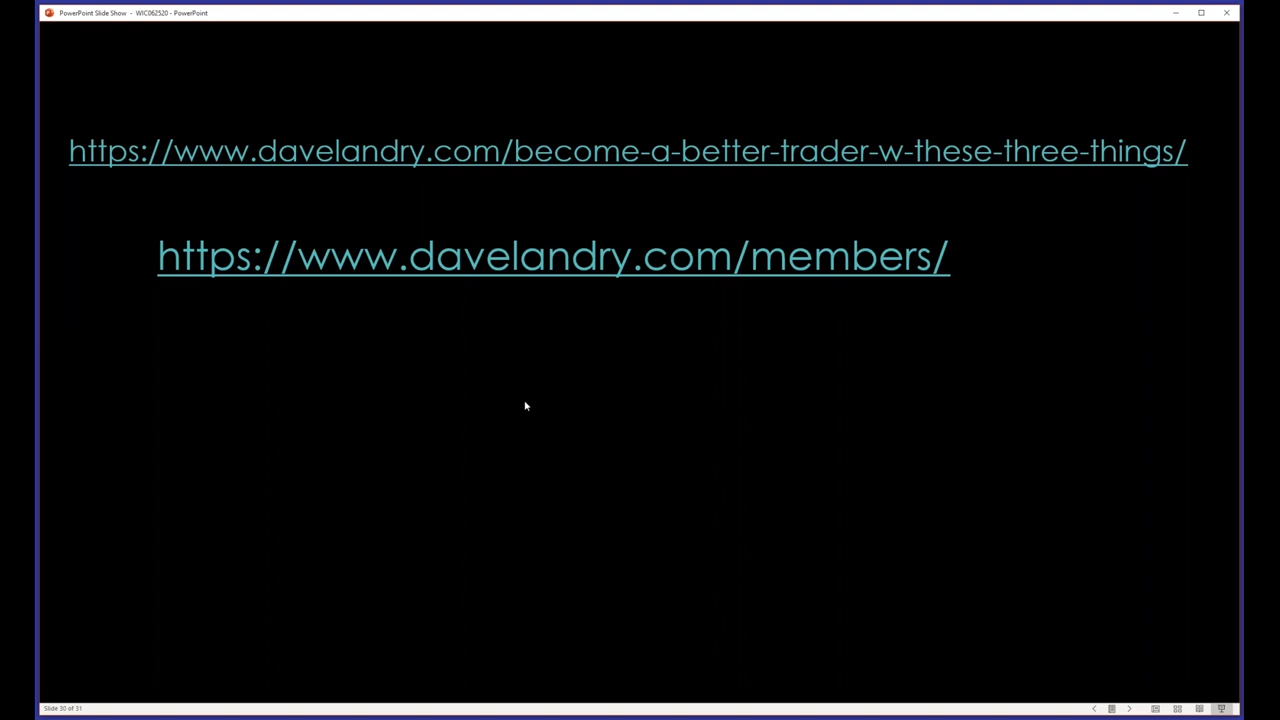 PowerPoint Slide Show - WIC062520 - PowerPoint
https://www.davelandry.com/become-a-better-trader-w-these-three-things/
https://www.davelandry.com/members/
Slide 30 of 31